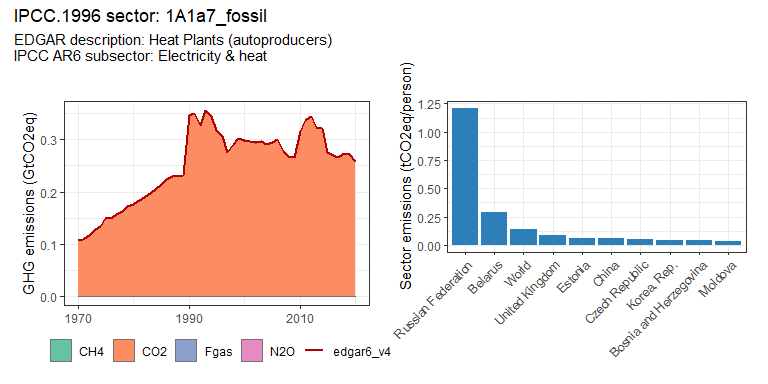 IPCC.1996 sector: 1A1a7_fossil
EDGAR description: Heat Plants (autoproducers)
IPCC AR6 subsector: Electricity & heat
GHG emissions (GtCO2eq)
0.3
0.2
0.1
0.0
1970
1990
2010
CH4
CO2
Fgas
N2O
edgar6_v4
Sector emissions (tCO2eq/person)
1.25
1.00
0.75
0.50
0.25
0.00
Russian Federation
Belarus
World
United Kingdom
Estonia
China
Czech Republic
Korea, Rep.
Bosnia and Herzegovina
Moldova